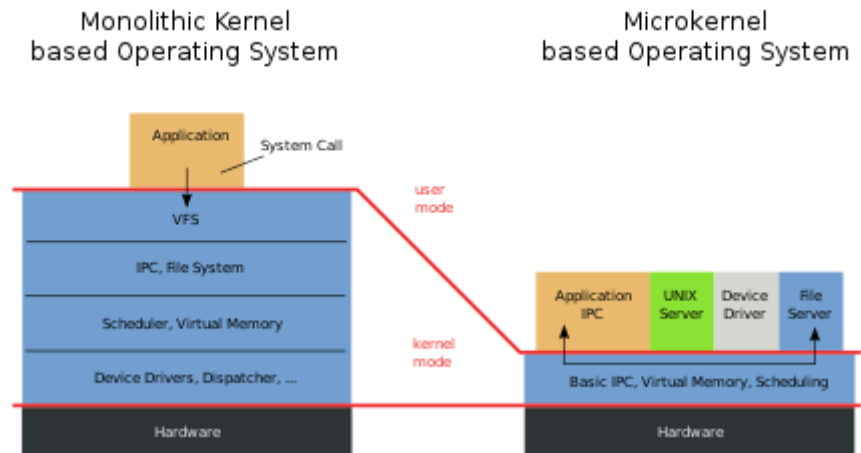 Monolithic Kernel
based Operating System
Microkernel
based Operating System
Application
System Call
user
mode
VFS
IPC, File System
Scheduler, Virtual Memory
kernel
mode
Device Drivers, Dispatcher, ...
Hardware
Application
IPC
UNIX
Server
Device
Driver
File
Server
Basic IPC, Virtual Memory, Scheduling
Hardware